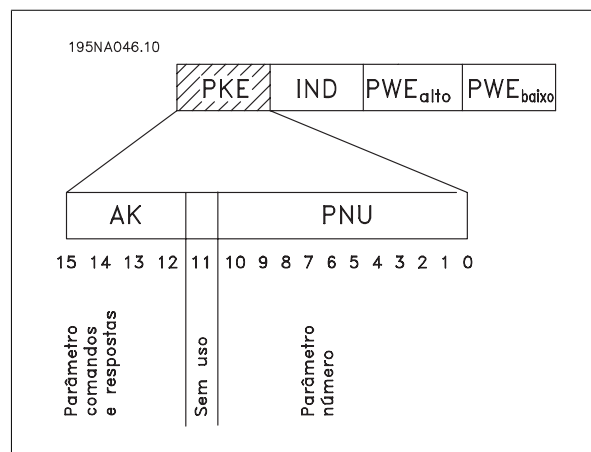 195NA046.10
PKE IND PWEalto PWEbaixo
AK PNU
15 14 13 12 11 10 9 8 7 6 5 4 3 2 1 0
Parâmetro
comandos
e respostas
Sem uso
Parâmetro
número